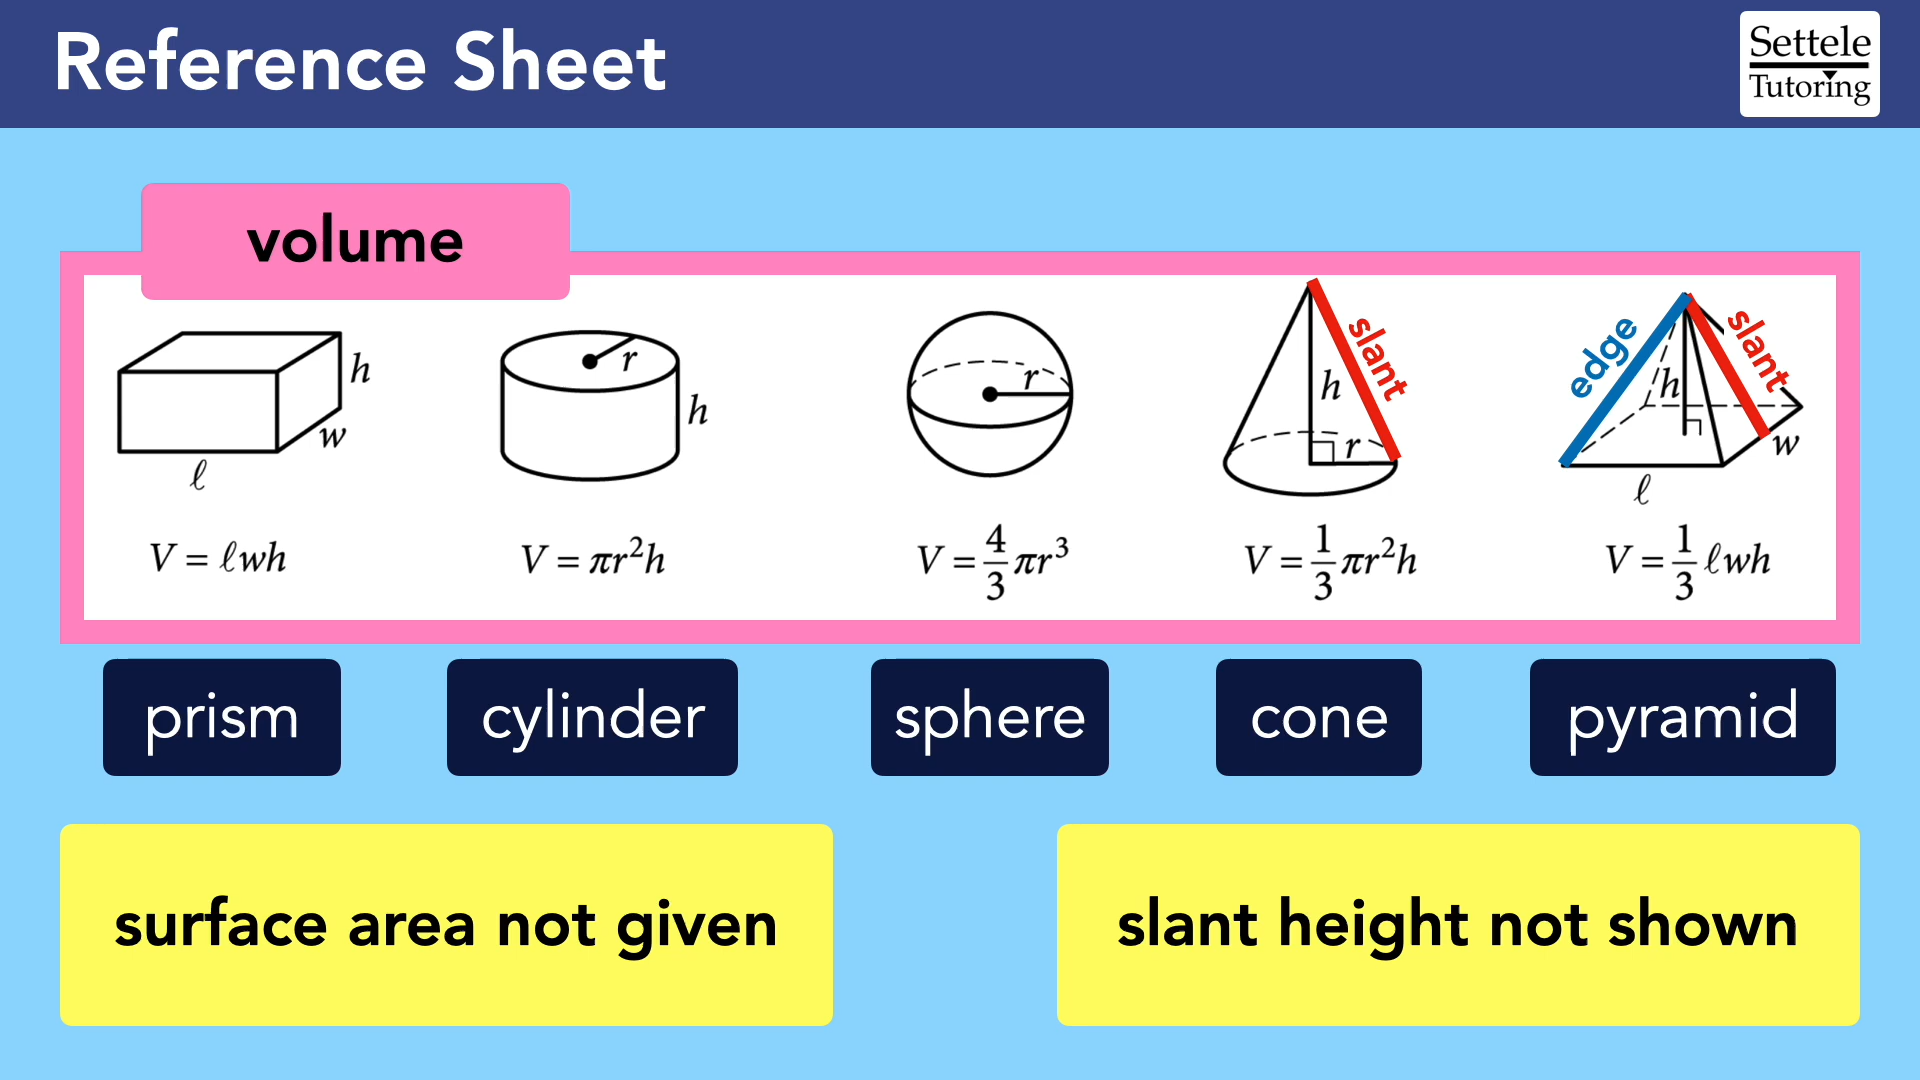 Reference Sheet
Settele
Tutoring
volume
h
w
ℓ
r
h
r
slant
h
r
edge
slant
h
w
ℓ
V = ℓwh
V = πr²h
V = 4/3 πr³
V = 1/3 πr²h
V = 1/3 ℓwh
prism
cylinder
sphere
cone
pyramid
surface area not given
slant height not shown